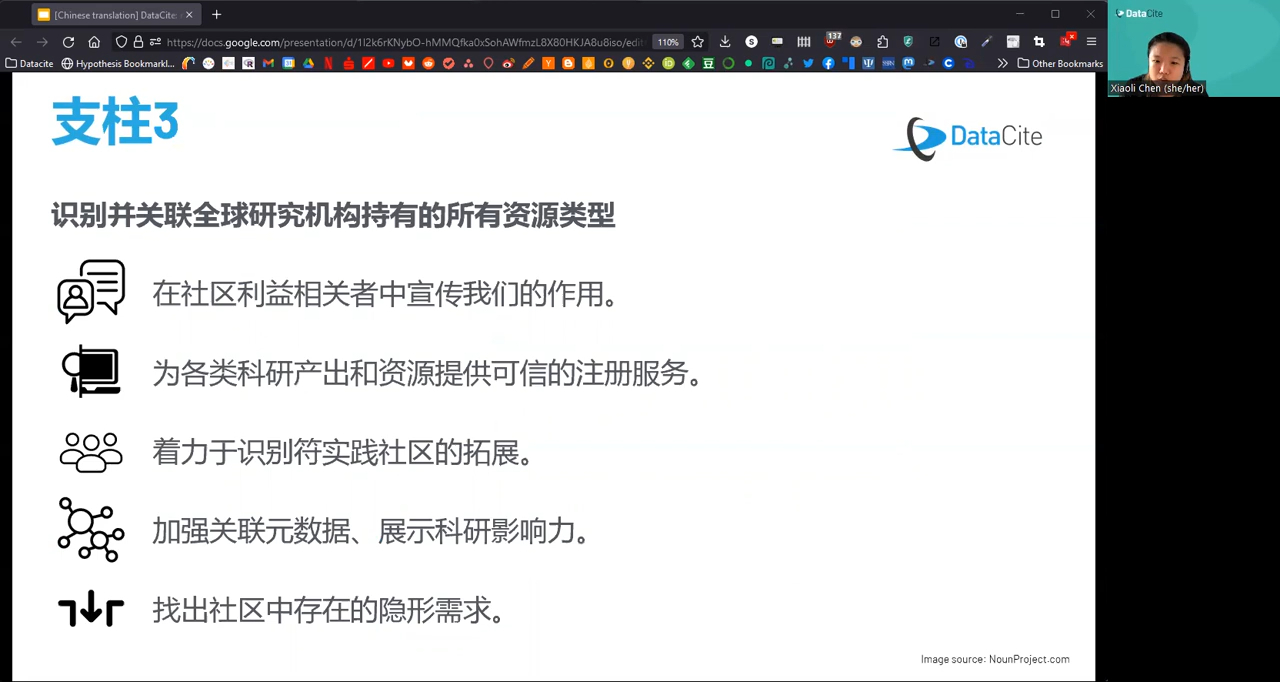 [Chinese translation] DataCite:
https://docs.google.com/presentation/d/1I2k6rKNybO-hMMQfka0xSohAWfmzL8X80HKJA8u8iso/edit
110%
137
Datacite
Hypothesis Bookmarkl...
Other Bookmarks
DataCite
Xiaoli Chen (she/her)
支柱3
DataCite
识别并关联全球研究机构持有的所有资源类型
在社区利益相关者中宣传我们的作用。
为各类科研产出和资源提供可信的注册服务。
着力于识别符实践社区的拓展。
加强关联元数据、展示科研影响力。
找出社区中存在的隐形需求。
Image source: NounProject.com